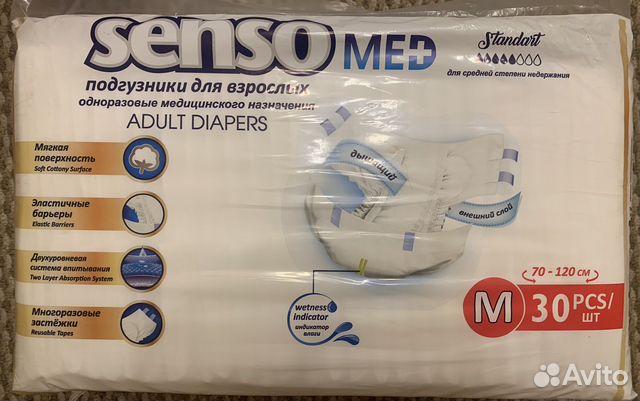 senso MED
Standart
для средней степени недержания
подгузники для взрослых
одноразовые медицинского назначения
ADULT DIAPERS
Мягкая
поверхность
Soft Cottony Surface
Эластичные
барьеры
Elastic Barriers
Двухуровневая
система впитывания
Two Layer Absorption System
Многоразовые
застёжки
Reusable Tapes
дышащий
внешний слой
wetness
indicator
индикатор
влаги
70 - 120 см
M 30 PCS/
ШТ
Avito